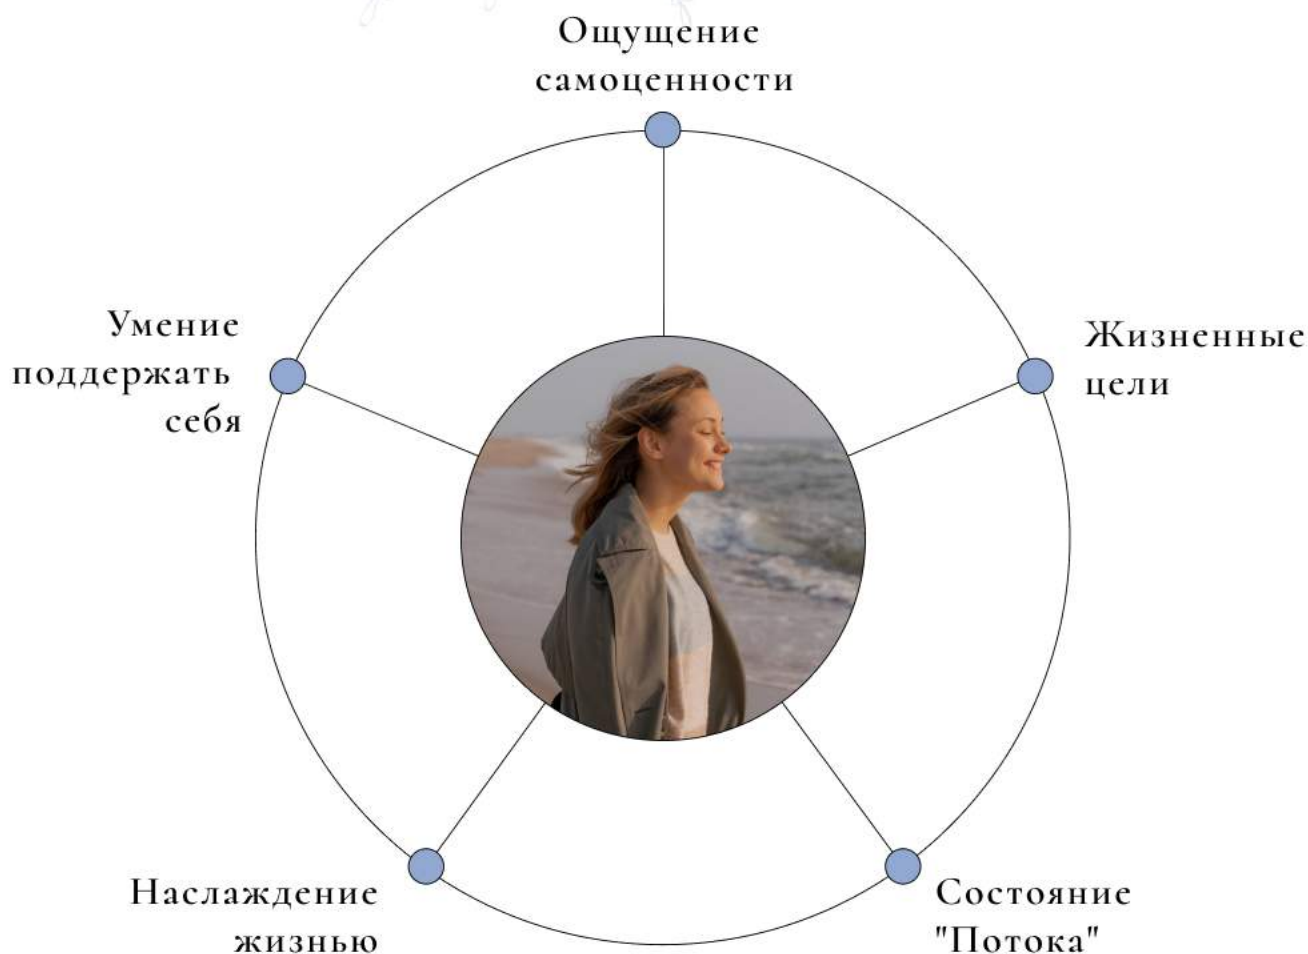 Ощущение
самоценности
Умение
поддержать
себя
Жизненные
цели
Наслаждение
жизнью
Состояние
"Потока"